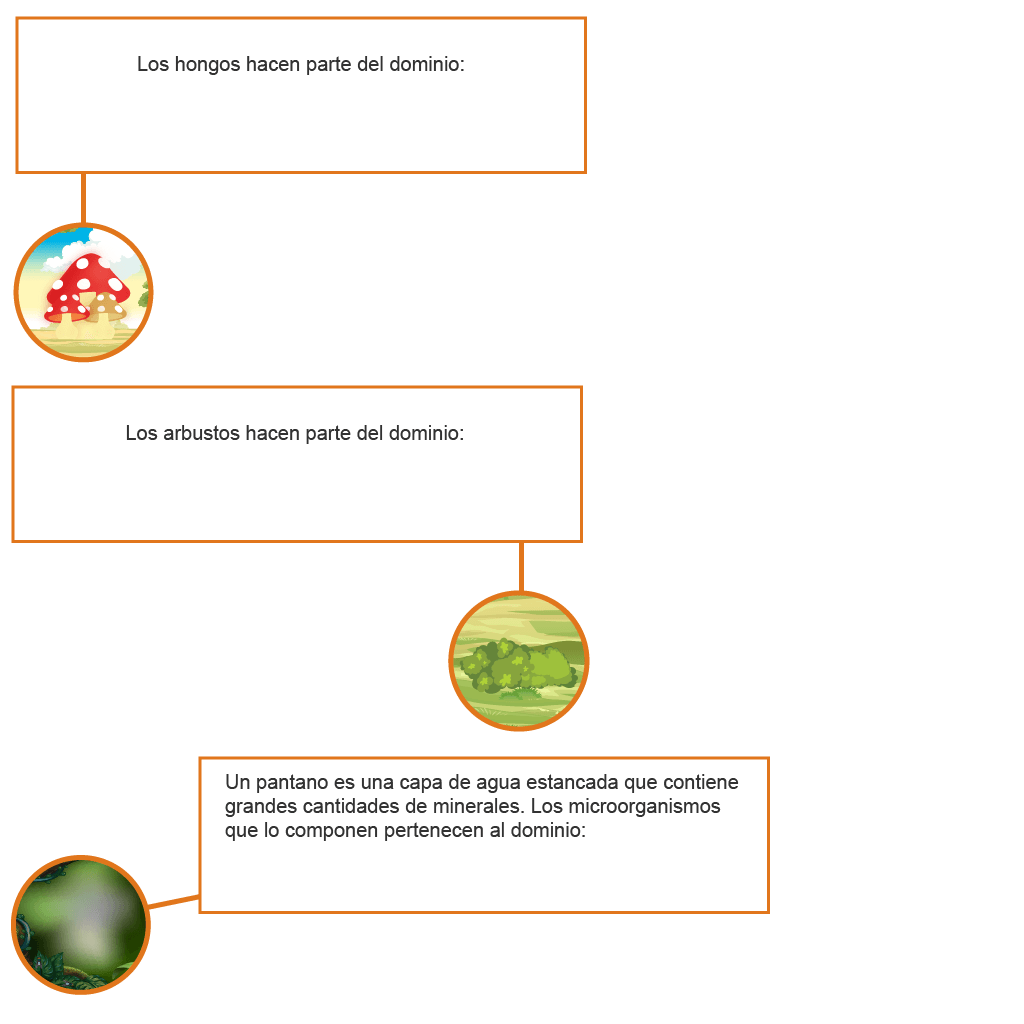 Los hongos hacen parte del dominio:
Los arbustos hacen parte del dominio:
Un pantano es una capa de agua estancada que contiene
grandes cantidades de minerales. Los microorganismos
que lo componen pertenecen al dominio: